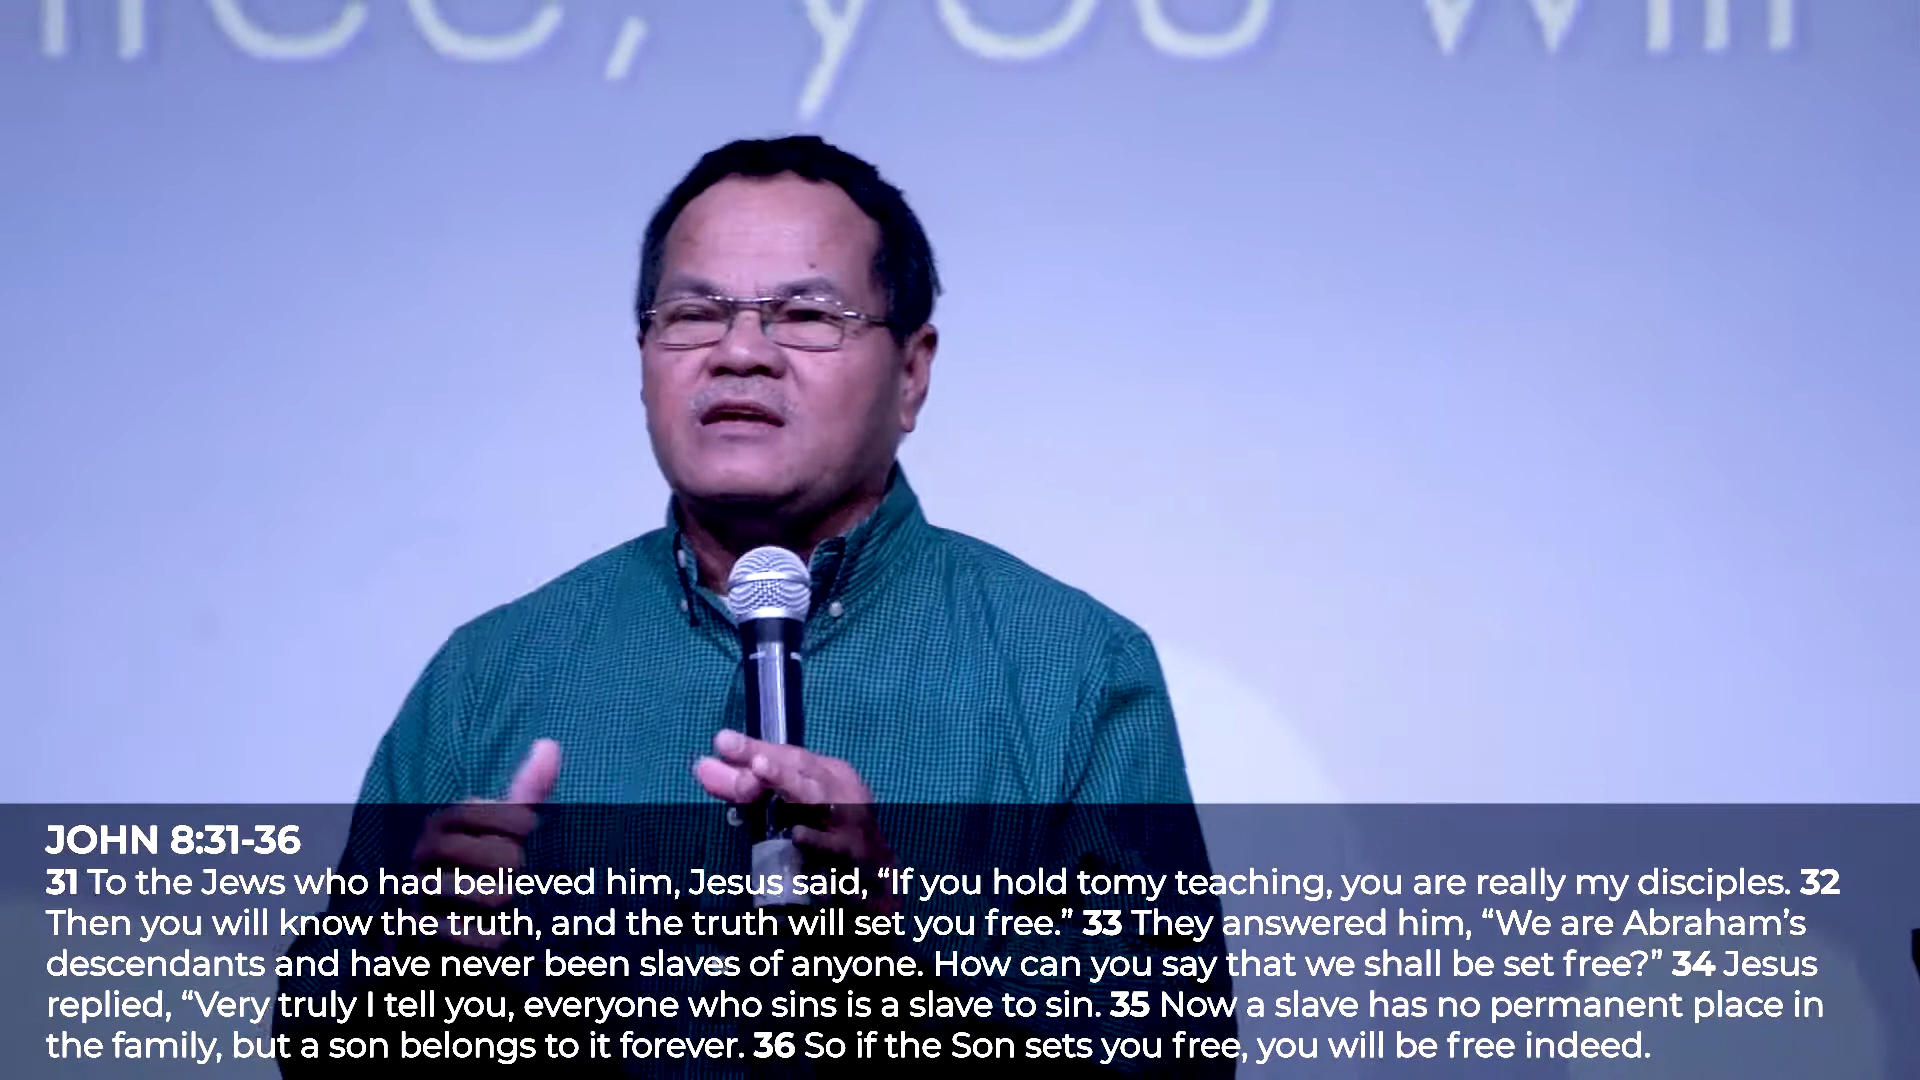 free, you will
JOHN 8:31-36
31 To the Jews who had believed him, Jesus said, “If you hold tomy teaching, you are really my disciples. 32
Then you will know the truth, and the truth will set you free.” 33 They answered him, “We are Abraham’s
descendants and have never been slaves of anyone. How can you say that we shall be set free?” 34 Jesus
replied, “Very truly I tell you, everyone who sins is a slave to sin. 35 Now a slave has no permanent place in
the family, but a son belongs to it forever. 36 So if the Son sets you free, you will be free indeed.